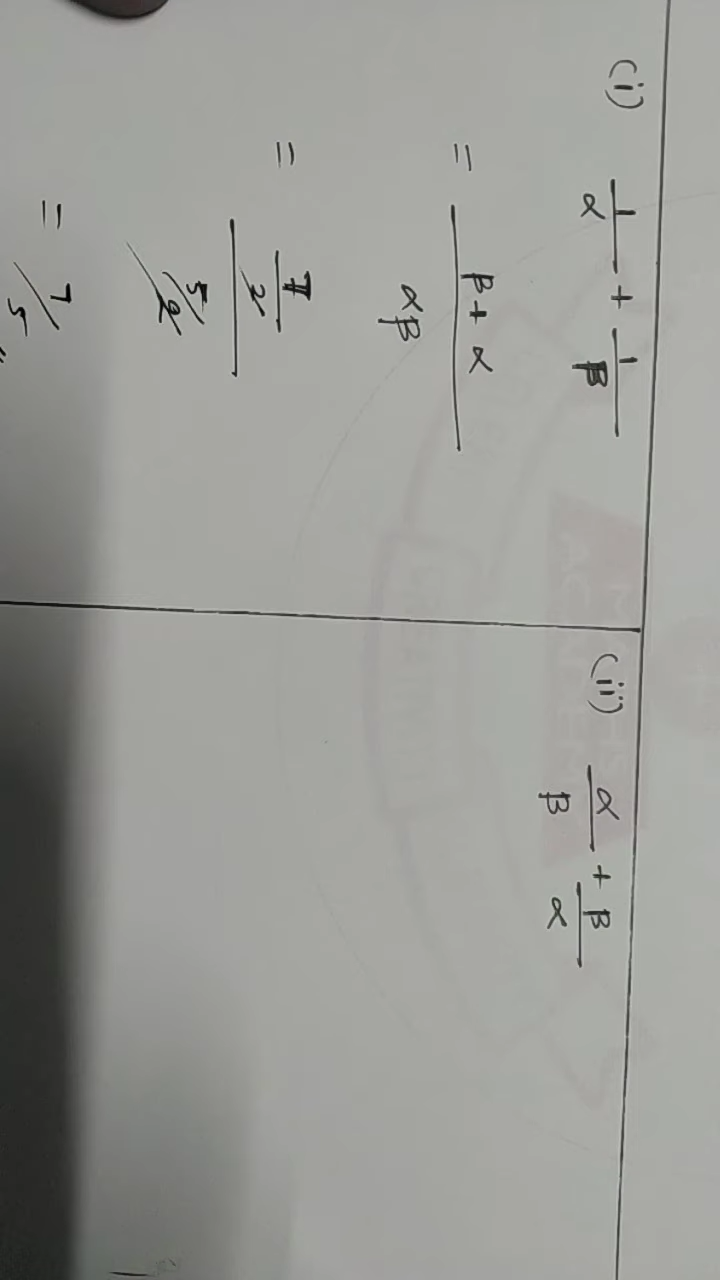 (i) 1/α + 1/β
= β + α / αβ
= 7/2 / 5/2
= 7/5
(ii) α/β + β/α